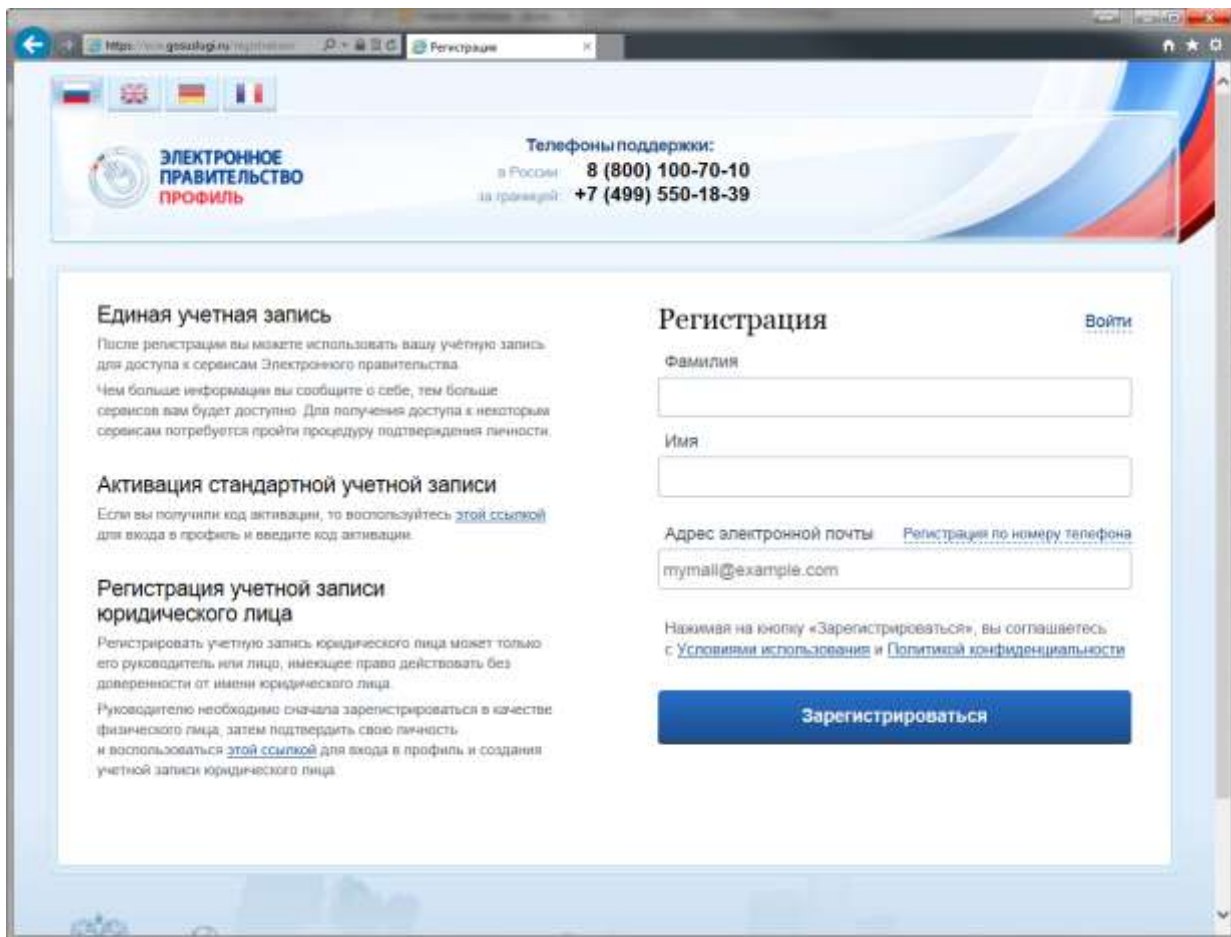 https://esia.gosuslugi.ru/registration
Регистрация
ЭЛЕКТРОННОЕ
ПРАВИТЕЛЬСТВО
ПРОФИЛЬ
Телефоны поддержки:
в России: 8 (800) 100-70-10
за границей: +7 (499) 550-18-39
Единая учетная запись
После регистрации вы можете использовать вашу учётную запись
для доступа к сервисам Электронного правительства.
Чем больше информации вы сообщите о себе, тем больше
сервисов вам будет доступно. Для получения доступа к некоторым
сервисам потребуется пройти процедуру подтверждения личности.
Активация стандартной учетной записи
Если вы получили код активации, то воспользуйтесь этой ссылкой
для входа в профиль и введите код активации.
Регистрация учетной записи
юридического лица
Регистрировать учетную запись юридического лица может только
его руководитель или лицо, имеющее право действовать без
доверенности от имени юридического лица.
Руководителю необходимо сначала зарегистрироваться в качестве
физического лица, затем подтвердить свою личность
и воспользоваться этой ссылкой для входа в профиль и создания
учетной записи юридического лица.
Регистрация
Войти
Фамилия
Имя
Адрес электронной почты Регистрация по номеру телефона
mymail@example.com
Нажимая на кнопку «Зарегистрироваться», вы соглашаетесь
с Условиями использования и Политикой конфиденциальности
Зарегистрироваться